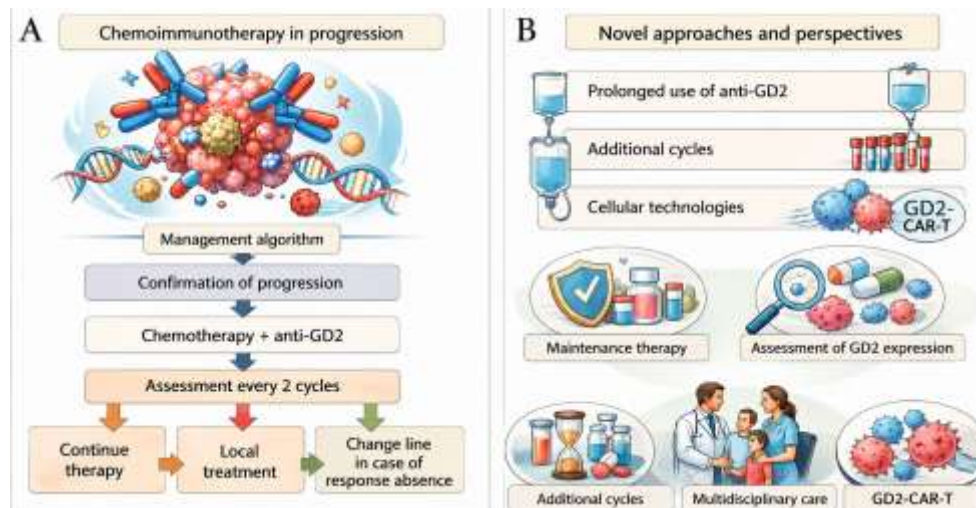 A
Chemoimmunotherapy in progression
Management algorithm
Confirmation of progression
Chemotherapy + anti-GD2
Assessment every 2 cycles
Continue
therapy
Local
treatment
Change line
in case of
response absence
B
Novel approaches and perspectives
Prolonged use of anti-GD2
Additional cycles
Cellular technologies
GD2-
CAR-T
Maintenance therapy
Assessment of GD2 expression
Additional cycles
Multidisciplinary care
GD2-CAR-T